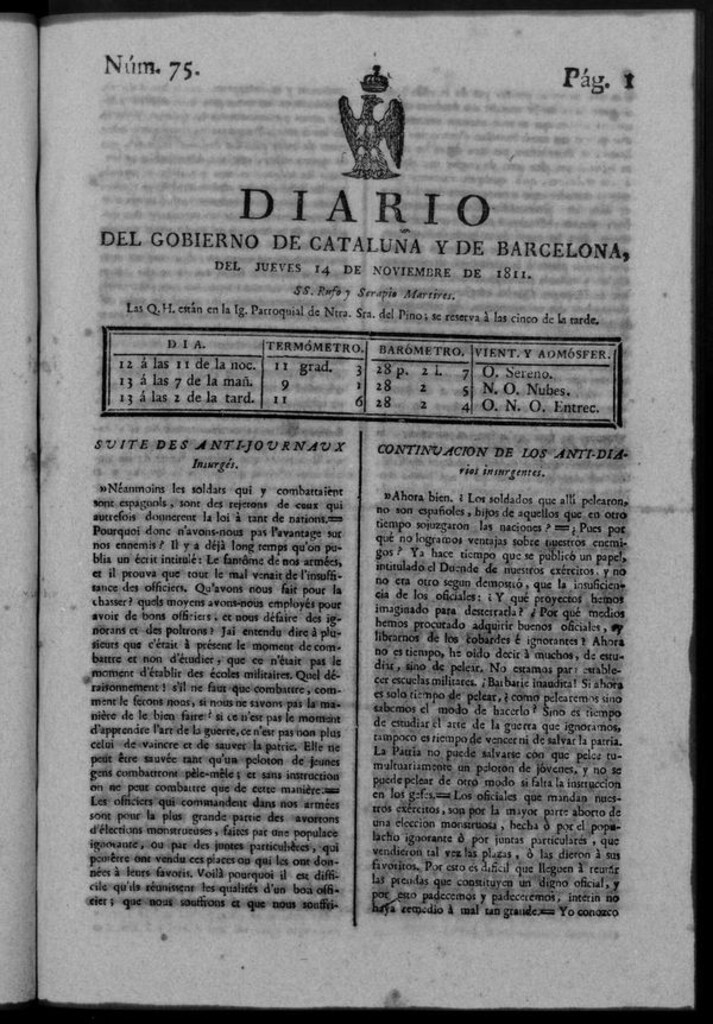 Núm. 75.
Pág. 1
DIARIO
DEL GOBIERNO DE CATALUÑA Y DE BARCELONA,
DEL JUEVES 14 DE NOVIEMBRE DE 1811.
SS. Rufo y Serapio Martires.
Las Q. H. están en la Ig. Parroquial de Ntra. Sra. del Pino; se reserva à las cinco de la tarde.
DIA. TERMÓMETRO. BARÓMETRO. VIENT. Y ADMÓSFER.
12 á las 11 de la noc. 11 grad. 3 28 p. 2 l. 7 O. Sereno.
13 á las 7 de la mañ. 9 1 28 2 5 N. O. Nubes.
13 á las 2 de la tard. 11 6 28 2 4 O. N. O. Entrec.
SUITE DES ANTI-JOURNAUX
Insurgés.
»Néanmoins les soldats qui y combattaient
sont espagnols, sont des rejetons de ceux qui
autrefois donnerent la loi à tant de nations.=
Pourquoi donc n'avons-nous pas l'avantage sur
nos ennemis? Il y a déjà long temps qu'on pu-
blia un écrit intitulé: Le fantôme de nos armées,
et il prouva que tout le mal venait de l'insuffi-
tance des officiers. Qu'avons nous fait pour la
chasser? quels moyens avons-nous employés pour
avoir de bons officiers, et nous défaire des ig-
norans et des poltrons? Jai entendu dire à plu-
sieurs que c'était à présent le moment de com-
battre et non d'étudier, que ce n'était pas le
moment d'établir des écoles militaires. Quel dé-
raisonnement! s'il ne faut que combattre, com-
ment le ferons nous, si nous ne savons pas la ma-
nière de le bien faire? si ce n'est pas le moment
d'apprendre l'art de la guerre, ce n'est pas non plus
celui de vaincre et de sauver la patrie. Elle ne
peut être sauvée tant qu'un peloton de jeunes
gens combattront pèle-mêle; et sans instruction
on ne peut combattre que de cette manière.=
Les officiers qui commandent dans nos armées
sont pour la plus grande partie des avortons
d'élections monstrueuses, faites par une populace
ignorante, ou par des juntes particulières, qui
peutêtre ont vendu ces places ou qui les ont don-
nées à leurs favoris. Voilà pourquoi il est diffi-
cile qu'ils réunissent les qualités d'un bon offi-
cier; que nous souffrons et que nous souffri-
CONTINUACION DE LOS ANTI-DIA-
rios insurgentes.
»Ahora bien. ¿Los soldados que allí pelearon,
no son españoles, hijos de aquellos que en otro
tiempo sojuzgaron las naciones?=¿Pues por
qué no logramos ventajas sobre nuestros enemi-
gos? Ya hace tiempo que se publicó un papel,
intitulado el Duende de nuestros exércitos, y no
no era otro segun demostró, que la insuficien-
cia de los oficiales: ¿Y qué proyectos hemos
imaginado para desterrarla? ¿Por qué medios
hemos procutado adquirir buenos oficiales, y
librarnos de los cobardes é ignorantes? Ahora
no es tiempo, he oido decir à muchos, de estu-
diar, sino de pelear. No estamos para estable-
cer escuelas militares. ¡Barbarie inaudita! Si ahora
es solo tiempo de pelear, ¿como pelearemos sino
sabemos el modo de hacerlo? Sino es tiempo
de estudiar el arte de la guerra que ignoramos,
tampoco es tiempo de vencer ni de salvar la patria.
La Patria no puede salvarse con que pelee tu-
multuariamente un peloton de jóvenes, y no se
puede pelear de otro modo si falta la instruccion
en los gefes.=Los oficiales que mandan nues-
tros exércitos, son por la mayor parte aborto de
una eleccion monstruosa, hecha ó por el popu-
lacho ignorante ò por juntas particulares, que
vendieron tal vez las plazas, ò las dieron à sus
favoritos. Por esto es dificil que lleguen à reunir
las prendas que constituyen un digno oficial, y
por esto padecemos y padeceremos, interin no
haya remedio à mal tan grande.=Yo conozco